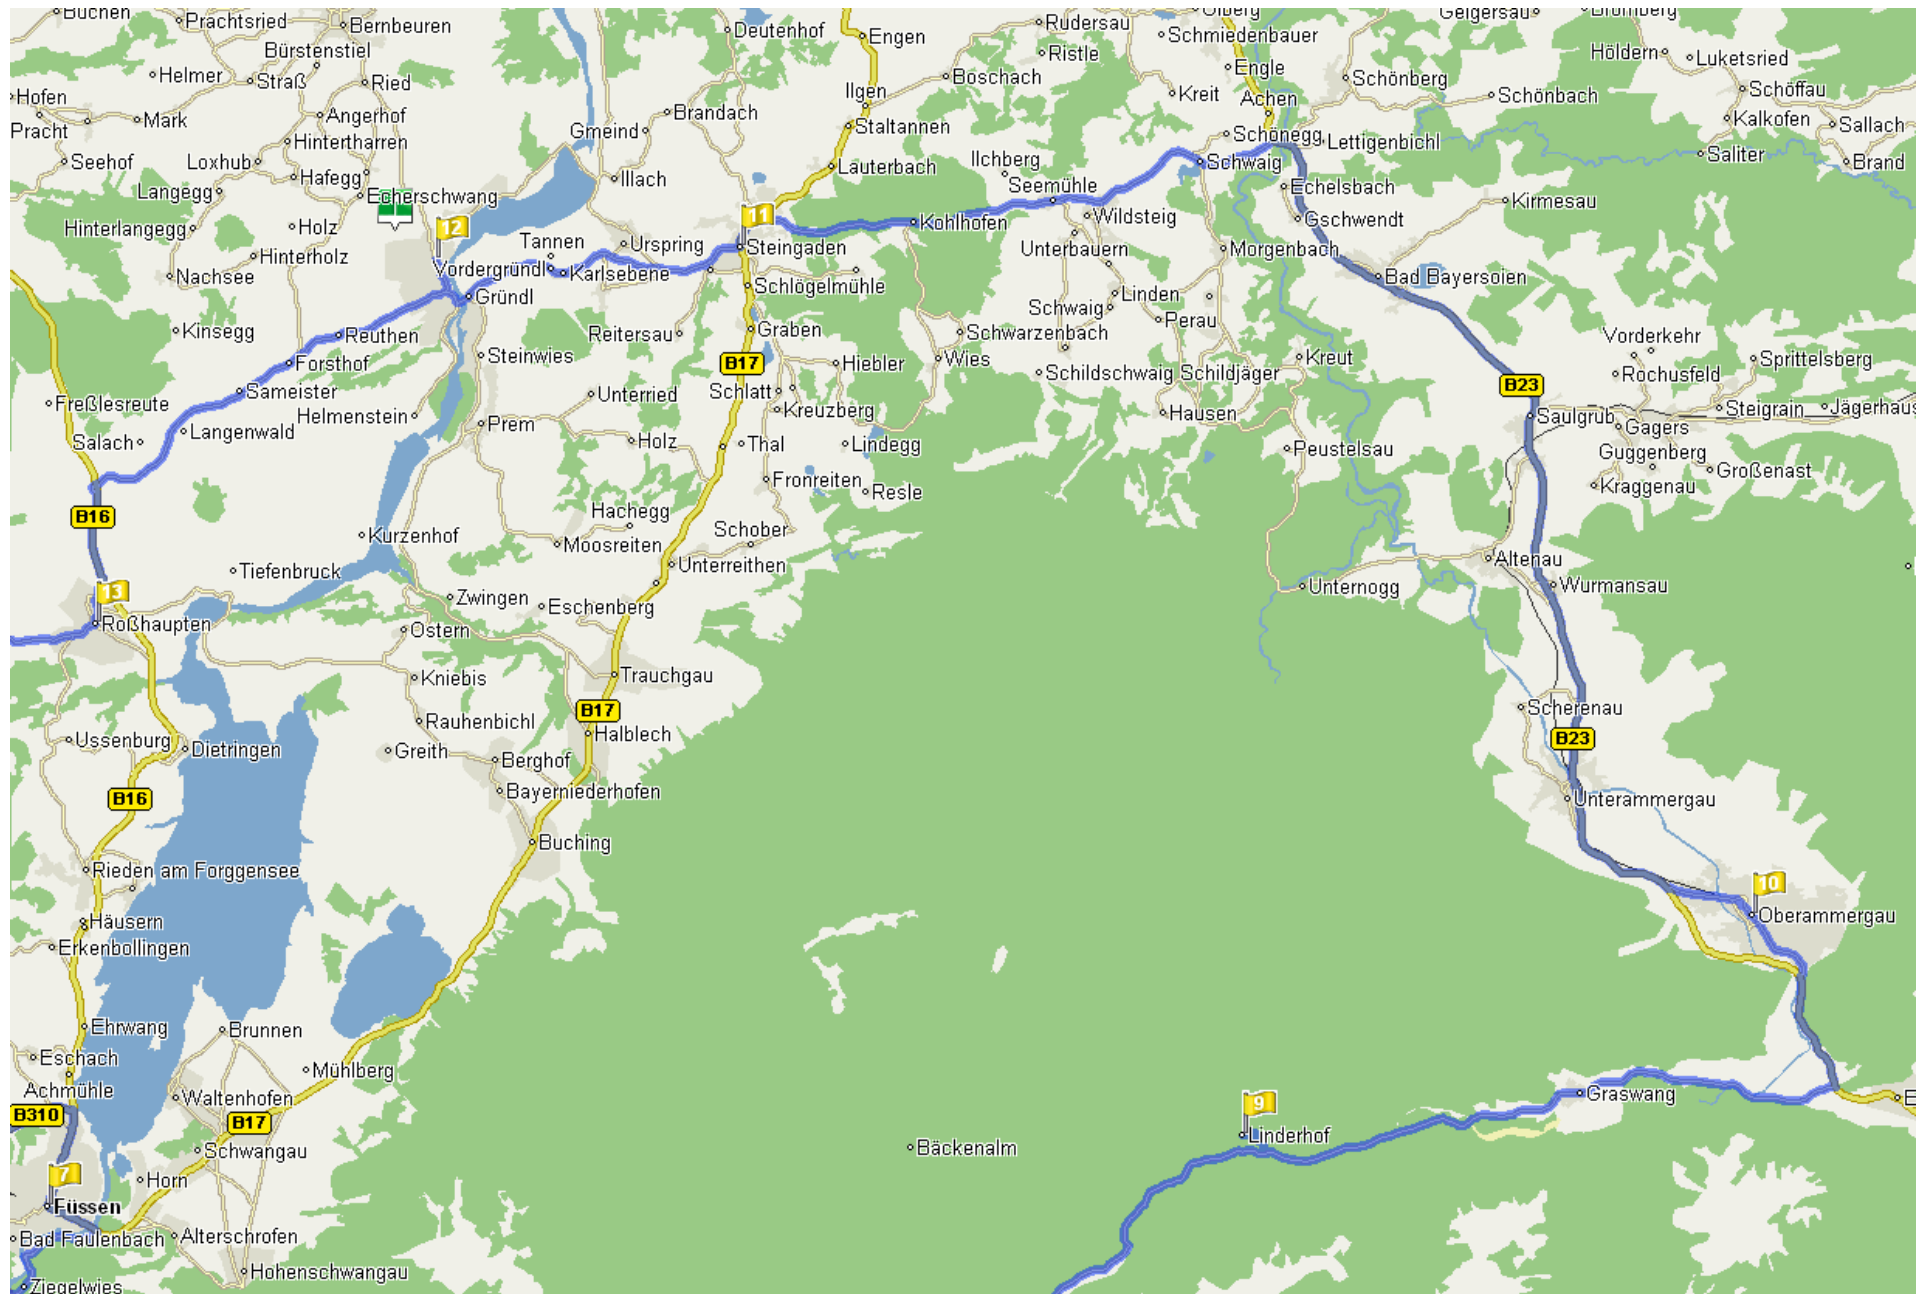 Buchen
Prachtsried
Bernbeuren
Deutenhof
Engen
Rudersau
Schmiedenbauer
Geigersau
Bürstenstiel
Ristle
Höldern
Luketsried
Helmer
Straß
Ried
Boschach
Engle
Schönberg
Ilgen
Kreit
Achen
Schönbach
Schöffau
Hofen
Mark
Angerhof
Brandach
Kalkofen
Sallach
Pracht
Gmeind
Staltannen
Schönegg
Hintertharren
Lettigenbichl
Seehof
Loxhub
Lauterbach
Ilchberg
Schwaig
Saliter
Brand
Hafegg
Illach
Seemühle
Echelsbach
Langegg
Echerschwang
Kirmesau
11
Wildsteig
Gschwendt
12
Hinterlangegg
Holz
Kohlhofen
Tannen
Urspring
Steingaden
Unterbauern
Morgenbach
Hinterholz
Vordergründl
Karlsebene
Bad Bayersoien
Nachsee
Gründl
Schlögelmühle
Linden
Schwaig
Perau
Kinsegg
Reuthen
Reitersau
Graben
Schwarzenbach
Vorderkehr
Steinwies
B17
Hiebler
Wies
Kreut
Sprittelsberg
Forsthof
Schildschwaig
Schildjäger
Rochusfeld
B23
Sameister
Unterried
Schlatt
Freßlesreute
Helmenstein
Kreuzberg
Hausen
Saulgrub
Steigrain
Jägerhaus
Prem
Gagers
Langenwald
Salach
Holz
Thal
Lindegg
Peustelsau
Guggenberg
Großenast
Fronreiten
Resle
Kraggenau
B16
Hachegg
Kurzenhof
Moosreiten
Schober
Altenau
Tiefenbruck
Unterreithen
Wurmansau
Unternogg
13
Zwingen
Eschenberg
Roßhaupten
Ostern
Kniebis
Trauchgau
Scherenau
B17
Rauhenbichl
Halblech
B23
Ussenburg
Dietringen
Greith
Berghof
B16
Bayerniederhofen
Unterammergau
Buching
Rieden am Forggensee
10
Häusern
Oberammergau
Erkenbollingen
Ehrwang
Brunnen
Eschach
Mühlberg
Achmühle
Waltenhofen
Graswang
9
B310
B17
Linderhof
Schwangau
Bäckenalm
7
Horn
Füssen
Bad Faulenbach
Alterschrofen
Hohenschwangau
Ziegelwies